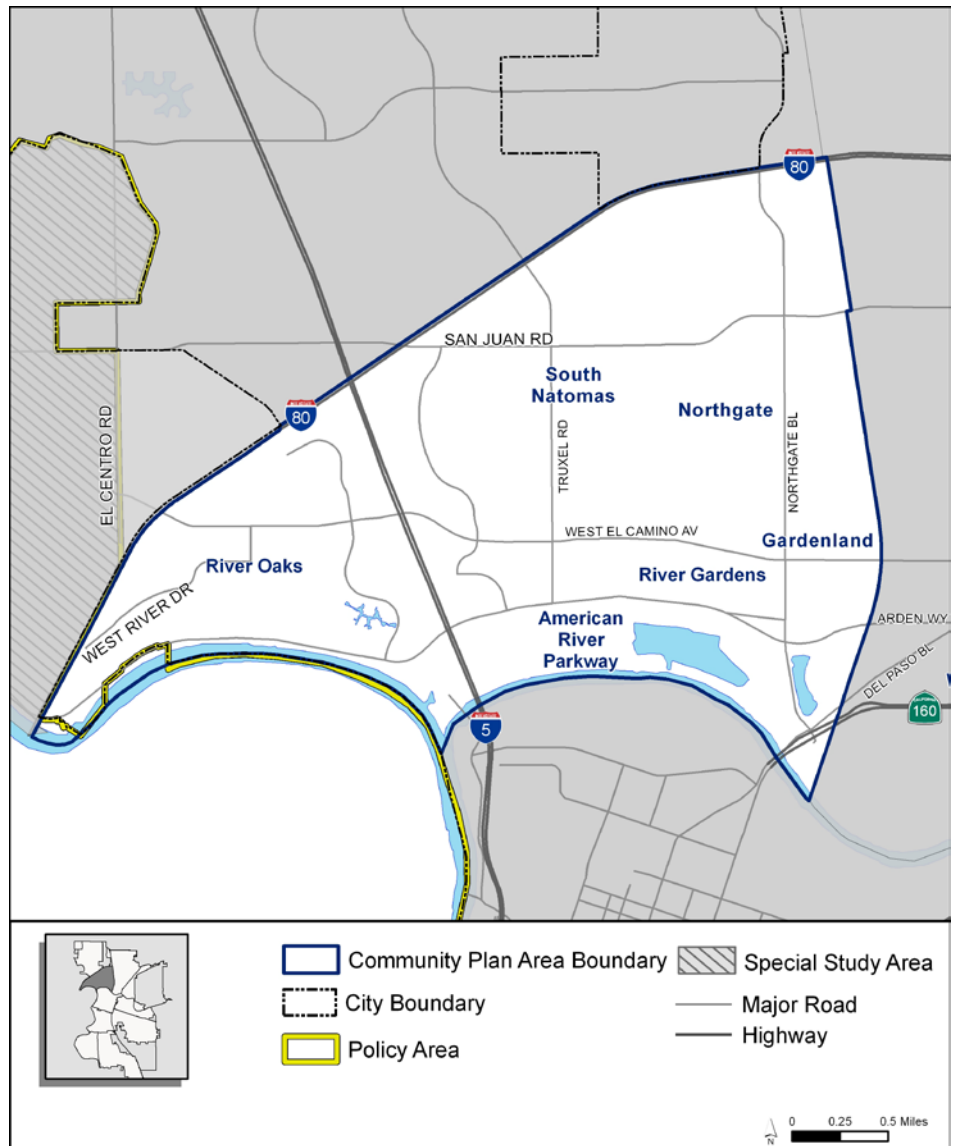 80
SAN JUAN RD
South
Natomas
Northgate
80
EL CENTRO RD
TRUXEL RD
NORTHGATE BL
WEST EL CAMINO AV
Gardenland
River Oaks
River Gardens
WEST RIVER DR
American
River
Parkway
ARDEN WY
DEL PASO BL
160
5
Community Plan Area Boundary
City Boundary
Policy Area
Special Study Area
Major Road
Highway
N
0 0.25 0.5 Miles